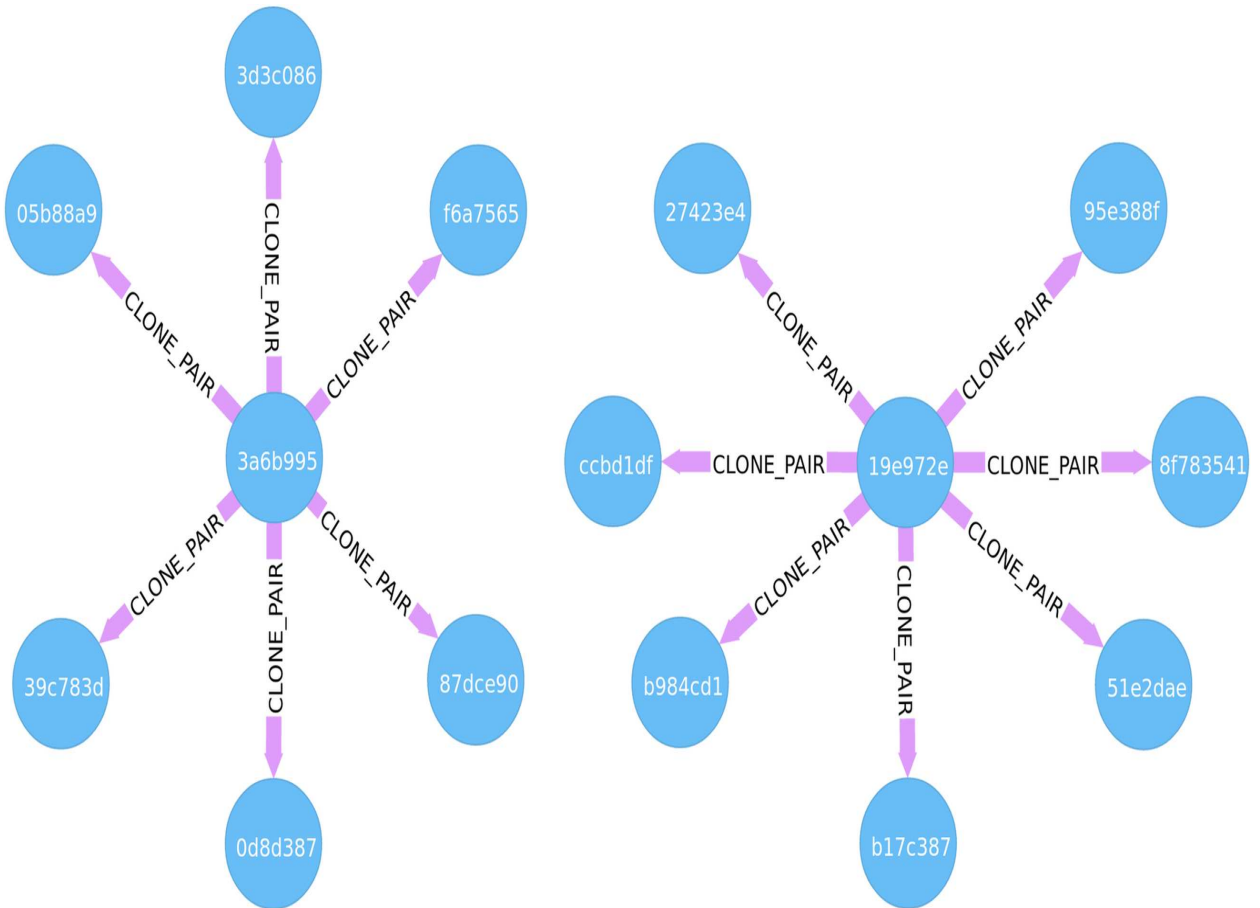 3d3c086
05b88a9
f6a7565
CLONE_PAIR
CLONE_PAIR
CLONE_PAIR
3a6b995
CLONE_PAIR
CLONE_PAIR
CLONE_PAIR
39c783d
87dce90
0d8d387
27423e4
95e388f
CLONE_PAIR
CLONE_PAIR
ccbd1df
CLONE_PAIR
19e972e
CLONE_PAIR
8f783541
CLONE_PAIR
CLONE_PAIR
CLONE_PAIR
b984cd1
51e2dae
b17c387